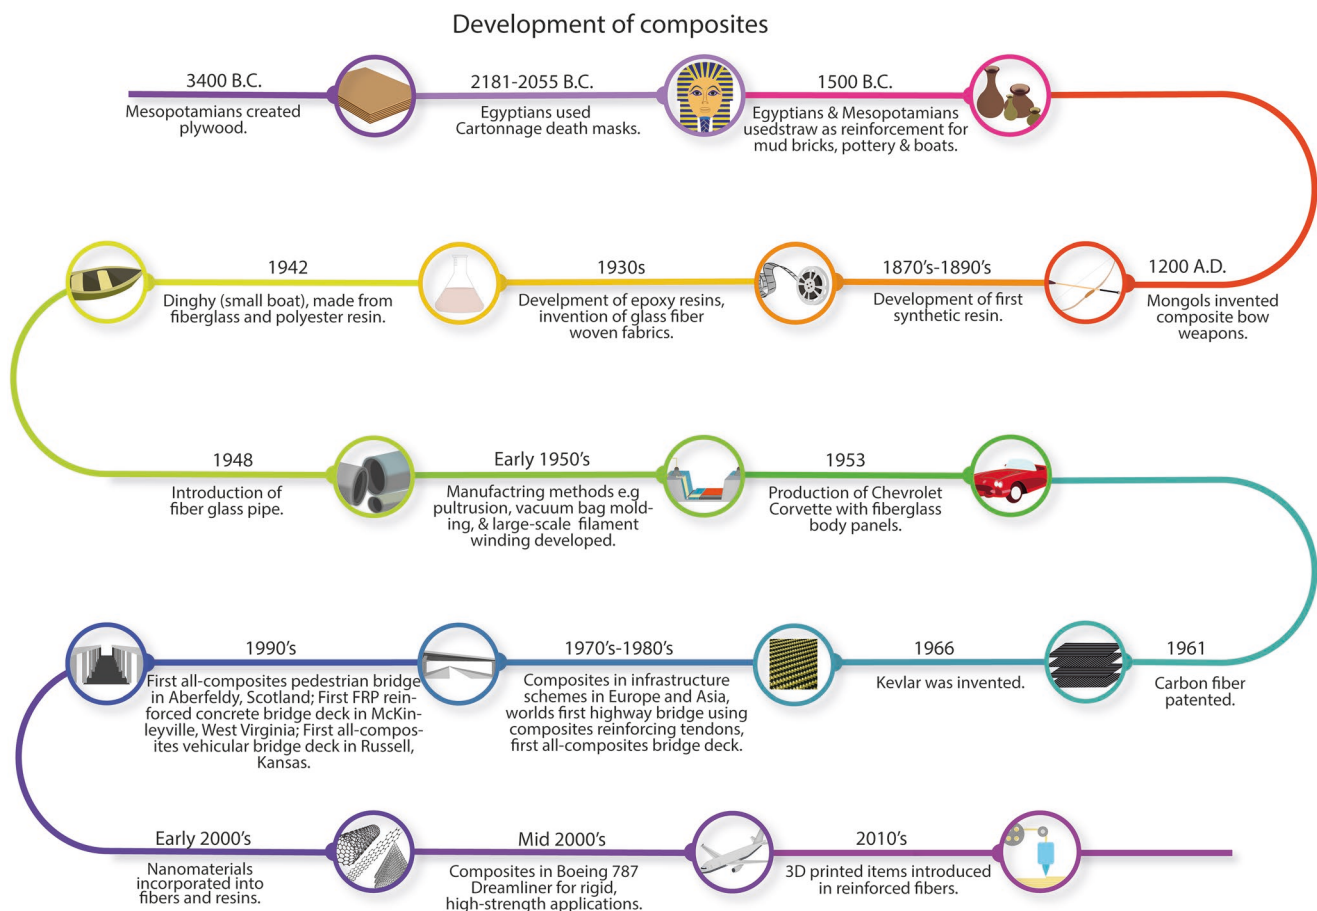 Development of composites
3400 B.C.
Mesopotamians created
plywood.
2181-2055 B.C.
Egyptians used
Cartonnage death masks.
1500 B.C.
Egyptians & Mesopotamians
usedstraw as reinforcement for
mud bricks, pottery & boats.
1200 A.D.
Mongols invented
composite bow
weapons.
1870's-1890's
Development of first
synthetic resin.
1930s
Develpment of epoxy resins,
invention of glass fiber
woven fabrics.
1942
Dinghy (small boat), made from
fiberglass and polyester resin.
1948
Introduction of
fiber glass pipe.
Early 1950's
Manufactring methods e.g
pultrusion, vacuum bag mold-
ing, & large-scale filament
winding developed.
1953
Production of Chevrolet
Corvette with fiberglass
body panels.
1961
Carbon fiber
patented.
1966
Kevlar was invented.
1970's-1980's
Composites in infrastructure
schemes in Europe and Asia,
worlds first highway bridge using
composites reinforcing tendons,
first all-composites bridge deck.
1990's
First all-composites pedestrian bridge
in Aberfeldy, Scotland; First FRP rein-
forced concrete bridge deck in McKin-
leyville, West Virginia; First all-compos-
ites vehicular bridge deck in Russell,
Kansas.
Early 2000's
Nanomaterials
incorporated into
fibers and resins.
Mid 2000's
Composites in Boeing 787
Dreamliner for rigid,
high-strength applications.
2010's
3D printed items introduced
in reinforced fibers.